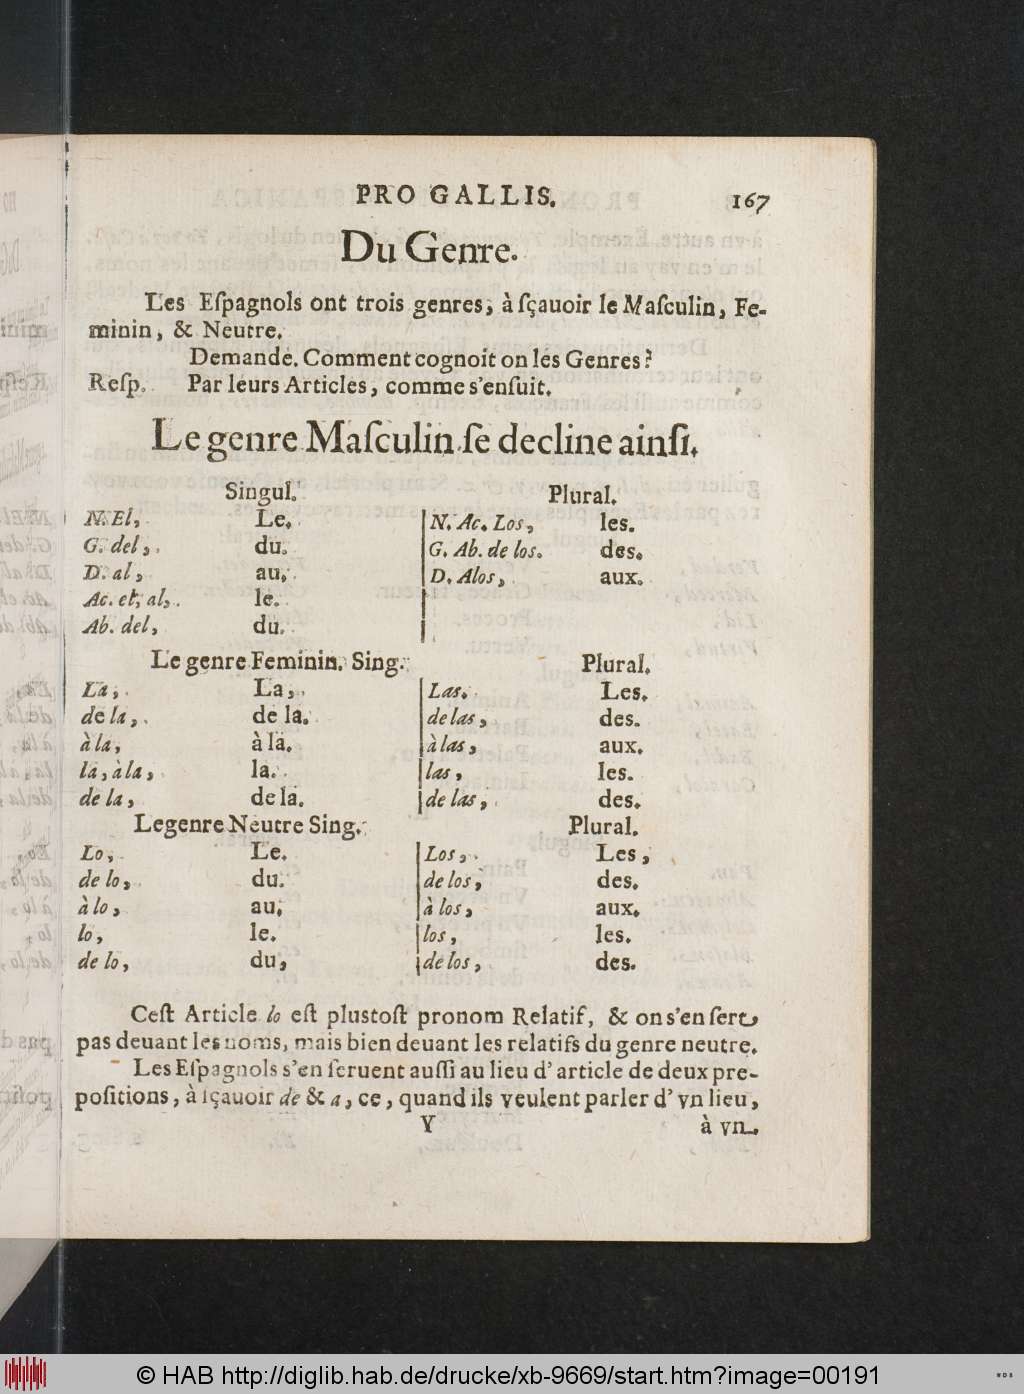 PRO GALLIS. 167
Du Genre.
Les Eſpagnols ont trois genres, à ſçauoir le Maſculin, Fe-
minin, & Neutre.
Demande. Comment cognoit on les Genres?
Reſp. Par leurs Articles, comme s'enſuit.
Le genre Maſculin ſe decline ainſi.
Singul. Plural.
N. El, Le. N. Ac. Los, les.
G. del, du. G. Ab. de los. des.
D. al, au, D. Alos, aux.
Ac. et, al, le.
Ab. del, du.
Le genre Feminin. Sing. Plural.
La, La, Las. Les.
de la, de la. de las, des.
à la, à la. à las, aux.
la, à la, la. las, les.
de la, de la. de las, des.
Le genre Neutre Sing. Plural.
Lo, Le. Los, Les,
de lo, du. de los, des.
à lo, au, à los, aux.
lo, le. los, les.
de lo, du, de los, des.
Ceſt Article lo eſt plustoſt pronom Relatif, & on s'en ſert
pas deuant les noms, mais bien deuant les relatifs du genre neutre.
Les Eſpagnols s'en ſeruent auſſi au lieu d'article de deux pre-
poſitions, à ſçauoir de & a, ce, quand ils veulent parler d'vn lieu,
Y à vn.
© HAB http://diglib.hab.de/drucke/xb-9669/start.htm?image=00191